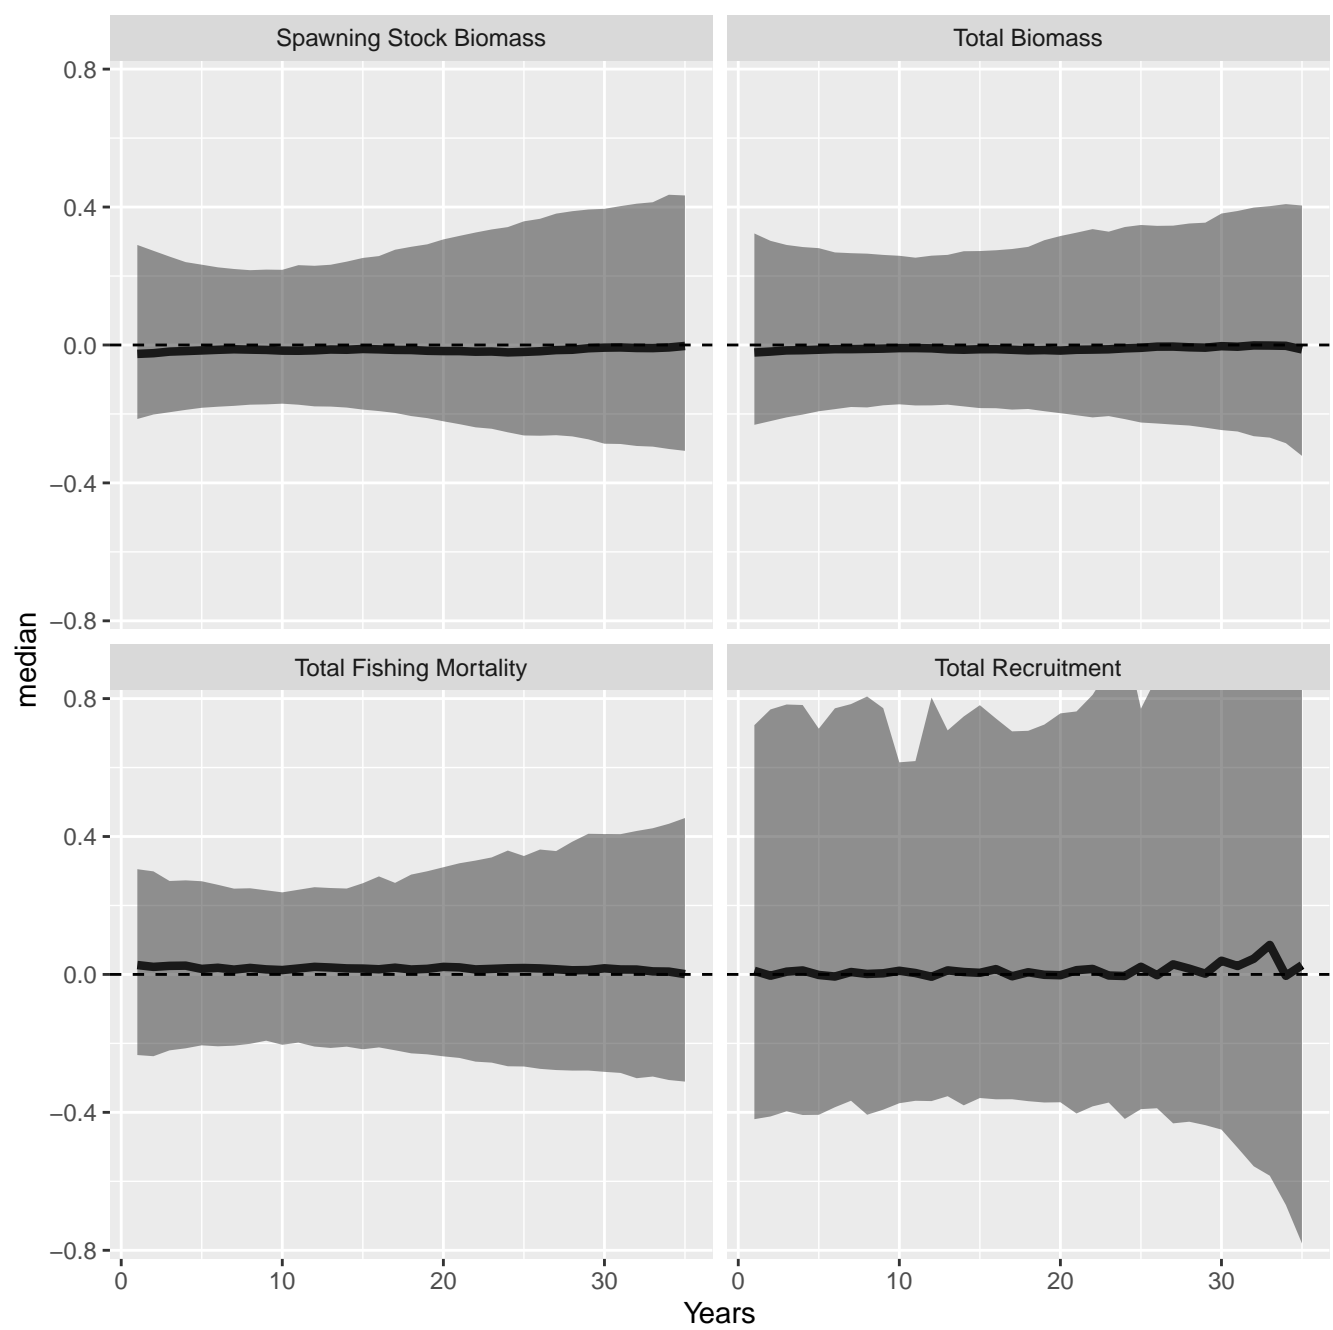 Spawning Stock Biomass
Total Biomass
0.8
0.4
0.0
−0.4
−0.8
median
Total Fishing Mortality
Total Recruitment
0.8
0.4
0.0
−0.4
−0.8
0 10 20 30
0 10 20 30
Years